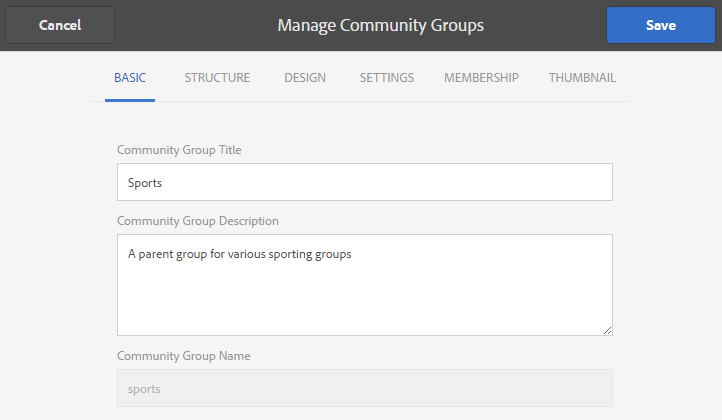 Cancel Manage Community Groups Save
BASIC STRUCTURE DESIGN SETTINGS MEMBERSHIP THUMBNAIL
Community Group Title
Sports
Community Group Description
A parent group for various sporting groups
Community Group Name
sports